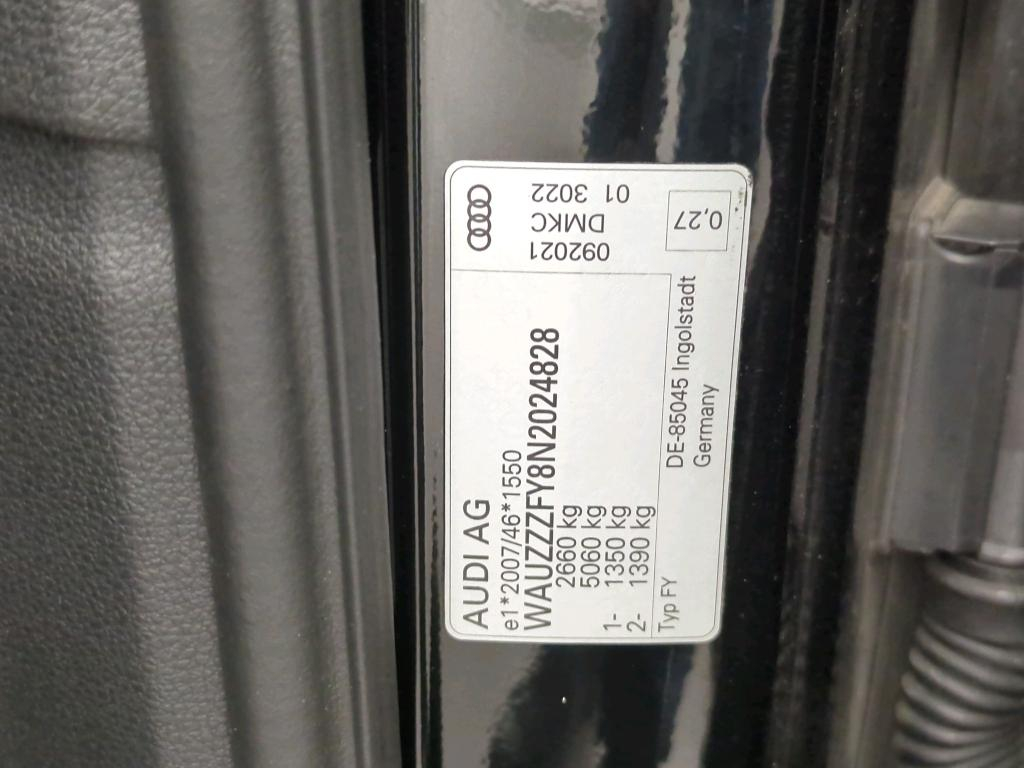 AUDI AG
e1*2007/46*1550
WAUZZZFY8N2024828
2660 kg
5060 kg
1- 1350 kg
2- 1390 kg
Typ FY
DE-85045 Ingolstadt
Germany
092021
DMKC
3022
01
0,27